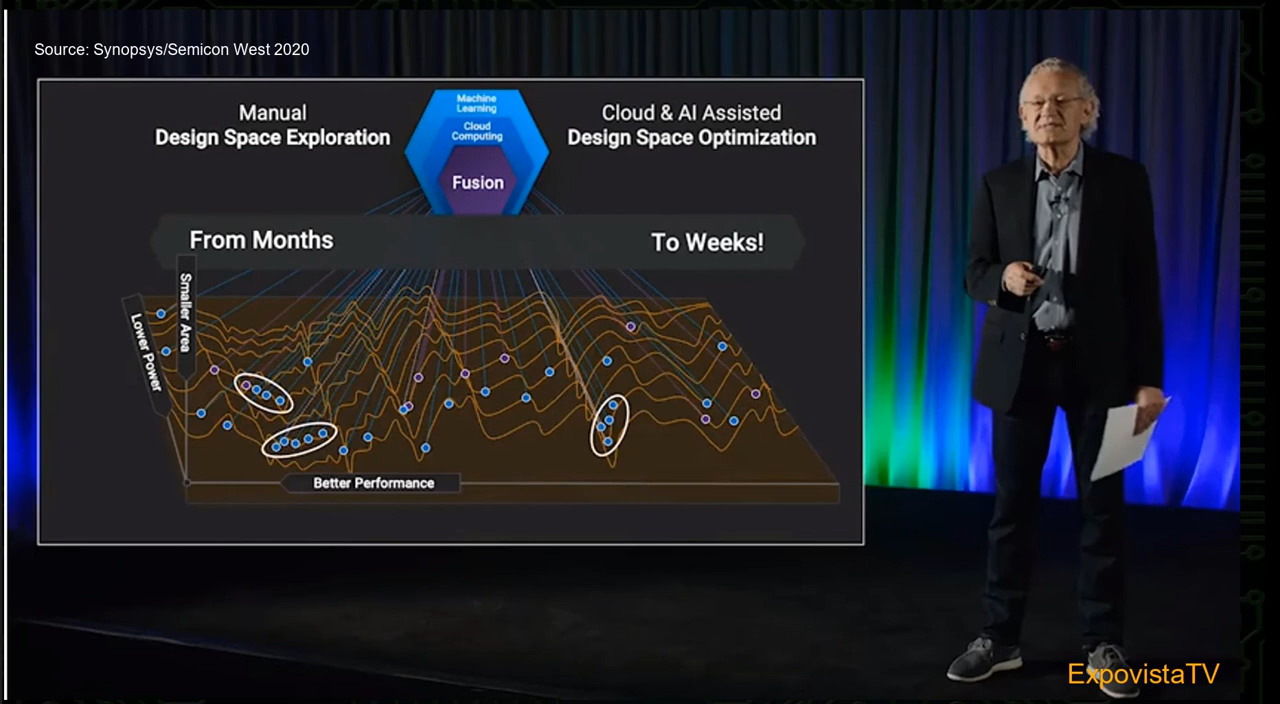 Source: Synopsys/Semicon West 2020
Manual
Design Space Exploration
Machine
Learning
Cloud
Computing
Fusion
Cloud & AI Assisted
Design Space Optimization
From Months
To Weeks!
Smaller Area
Lower Power
Better Performance
ExpovistaTV